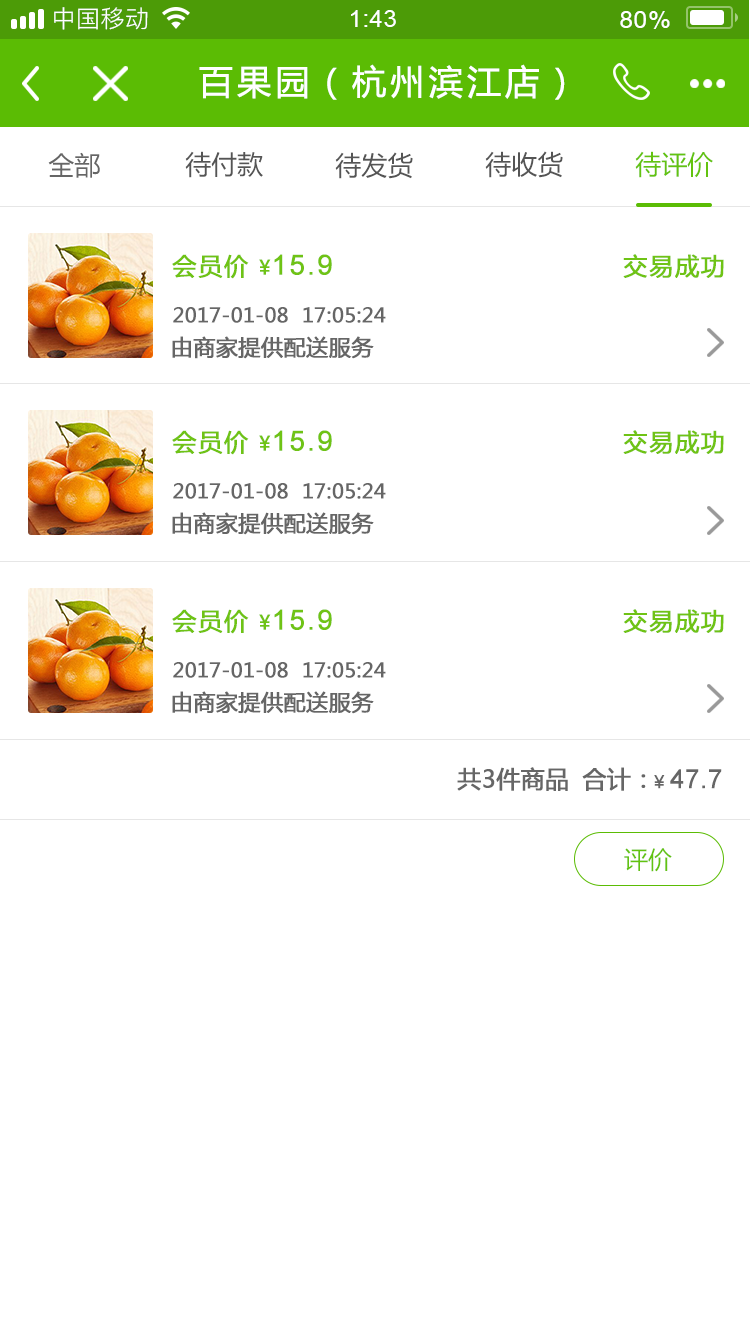 中国移动 1:43 80%
百果园（杭州滨江店）
全部 待付款 待发货 待收货 待评价
会员价 ¥15.9 交易成功
2017-01-08 17:05:24
由商家提供配送服务
会员价 ¥15.9 交易成功
2017-01-08 17:05:24
由商家提供配送服务
会员价 ¥15.9 交易成功
2017-01-08 17:05:24
由商家提供配送服务
共3件商品 合计：¥47.7
评价